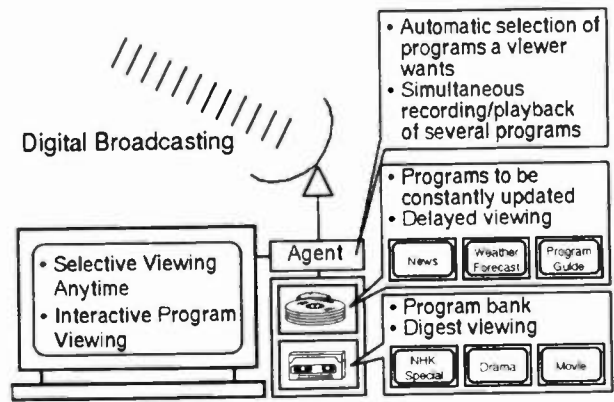 • Automatic selection of
programs a viewer
wants
• Simultaneous
recording/playback
of several programs
Digital Broadcasting
• Programs to be
constantly updated
• Delayed viewing
News
Weather
Forecast
Program
Guide
Agent
• Selective Viewing
Anytime
• Interactive Program
Viewing
• Program bank
• Digest viewing
NHK
Special
Drama
Movie